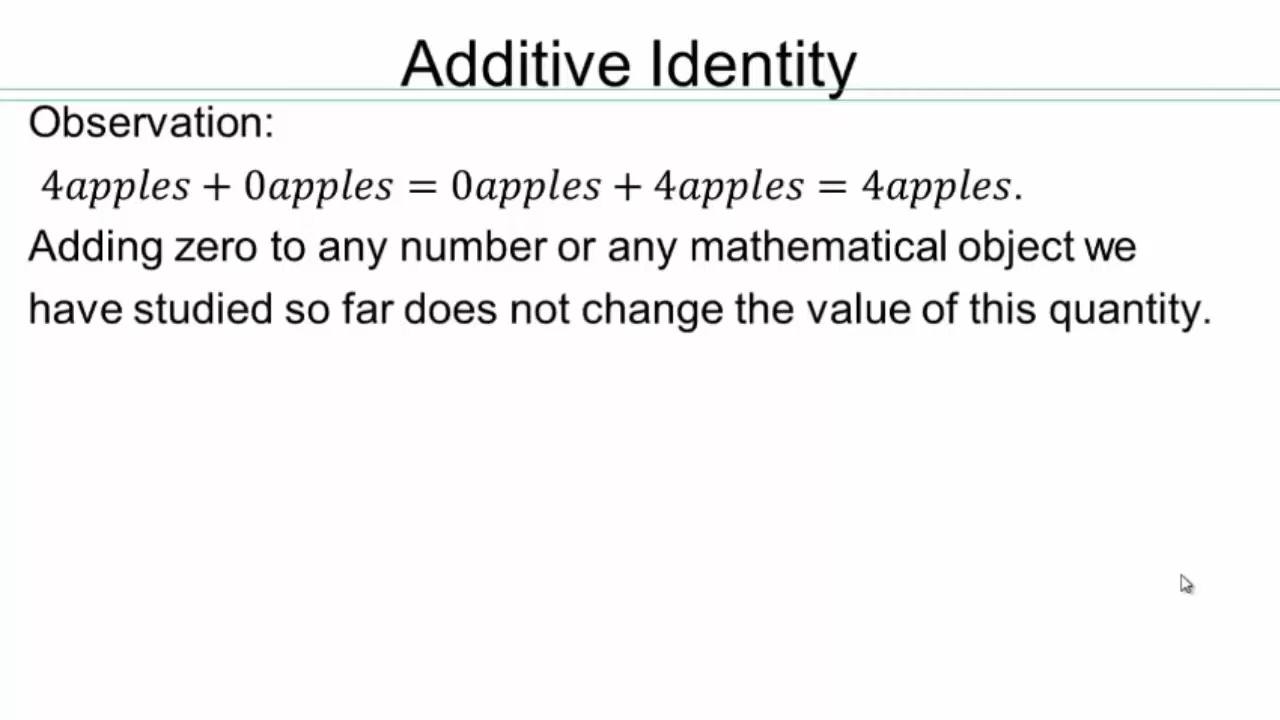 Additive Identity
Observation:
4apples + 0apples = 0apples + 4apples = 4apples.
Adding zero to any number or any mathematical object we
have studied so far does not change the value of this quantity.